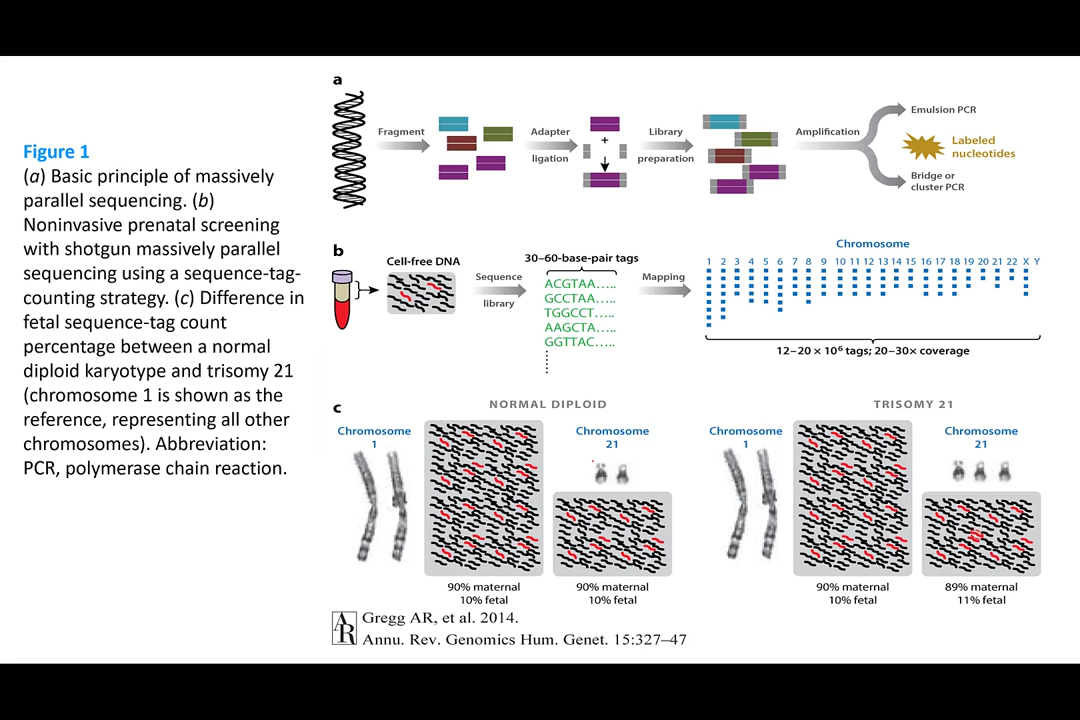 Figure 1
(a) Basic principle of massively
parallel sequencing. (b)
Noninvasive prenatal screening
with shotgun massively parallel
sequencing using a sequence-tag-
counting strategy. (c) Difference in
fetal sequence-tag count
percentage between a normal
diploid karyotype and trisomy 21
(chromosome 1 is shown as the
reference, representing all other
chromosomes). Abbreviation:
PCR, polymerase chain reaction.
a
Fragment
Adapter
ligation
+
Library
preparation
Amplification
Emulsion PCR
Labeled
nucleotides
Bridge or
cluster PCR
b
Cell-free DNA
Sequence
library
30–60-base-pair tags
ACGTAA.....
GCCTAA.....
TGGCCT.....
AAGCTA.....
GGTTAC.....
Mapping
Chromosome
1 2 3 4 5 6 7 8 9 10 11 12 13 14 15 16 17 18 19 20 21 22 X Y
12–20 × 10⁶ tags; 20–30× coverage
c
NORMAL DIPLOID
Chromosome
1
Chromosome
21
90% maternal
10% fetal
90% maternal
10% fetal
TRISOMY 21
Chromosome
1
Chromosome
21
90% maternal
10% fetal
89% maternal
11% fetal
AR
Gregg AR, et al. 2014.
Annu. Rev. Genomics Hum. Genet. 15:327–47